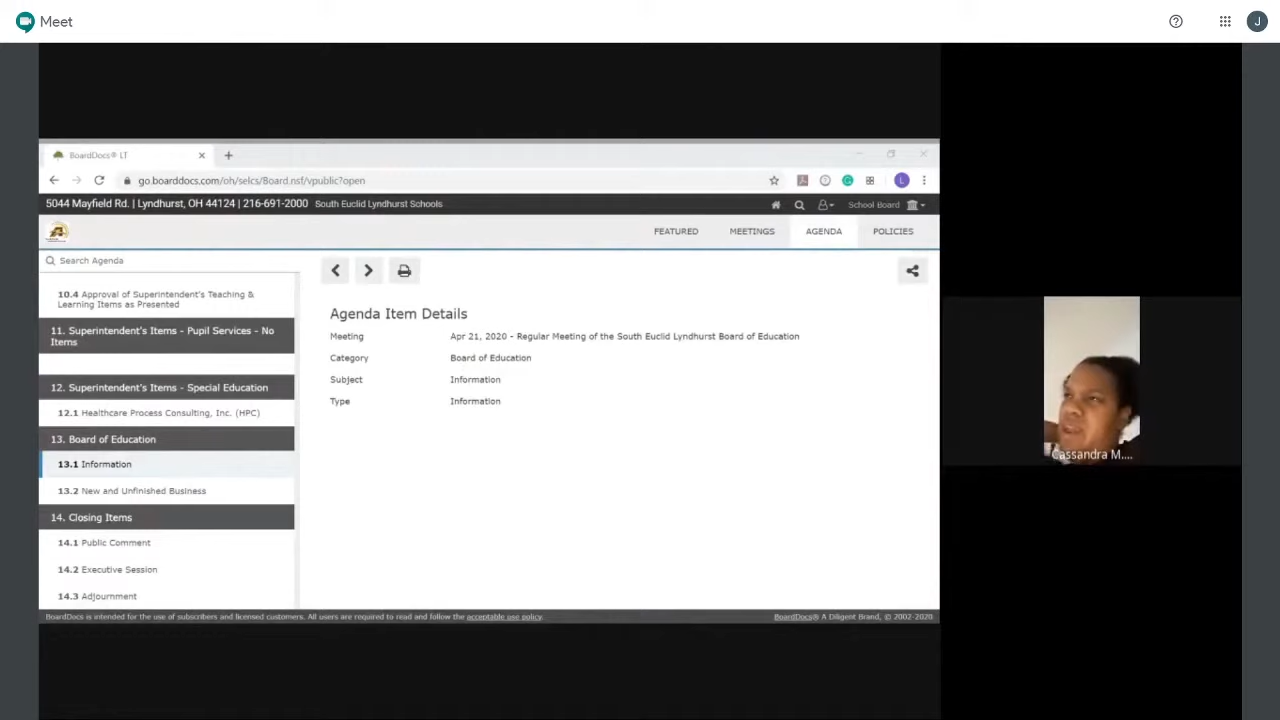 Meet
J
BoardDocs® LT
go.boarddocs.com/oh/selcs/Board.nsf/vpublic?open
L
5044 Mayfield Rd. | Lyndhurst, OH 44124 | 216-691-2000 South Euclid Lyndhurst Schools
School Board
FEATURED MEETINGS AGENDA POLICIES
Search Agenda
10.4 Approval of Superintendent's Teaching &
Learning Items as Presented
11. Superintendent's Items - Pupil Services - No
Items
12. Superintendent's Items - Special Education
12.1 Healthcare Process Consulting, Inc. (HPC)
13. Board of Education
13.1 Information
13.2 New and Unfinished Business
14. Closing Items
14.1 Public Comment
14.2 Executive Session
14.3 Adjournment
Agenda Item Details
Meeting Apr 21, 2020 - Regular Meeting of the South Euclid Lyndhurst Board of Education
Category Board of Education
Subject Information
Type Information
Cassandra M....
BoardDocs is intended for the use of subscribers and licensed customers. All users are required to read and follow the acceptable use policy.
BoardDocs® A Diligent Brand, © 2002-2020